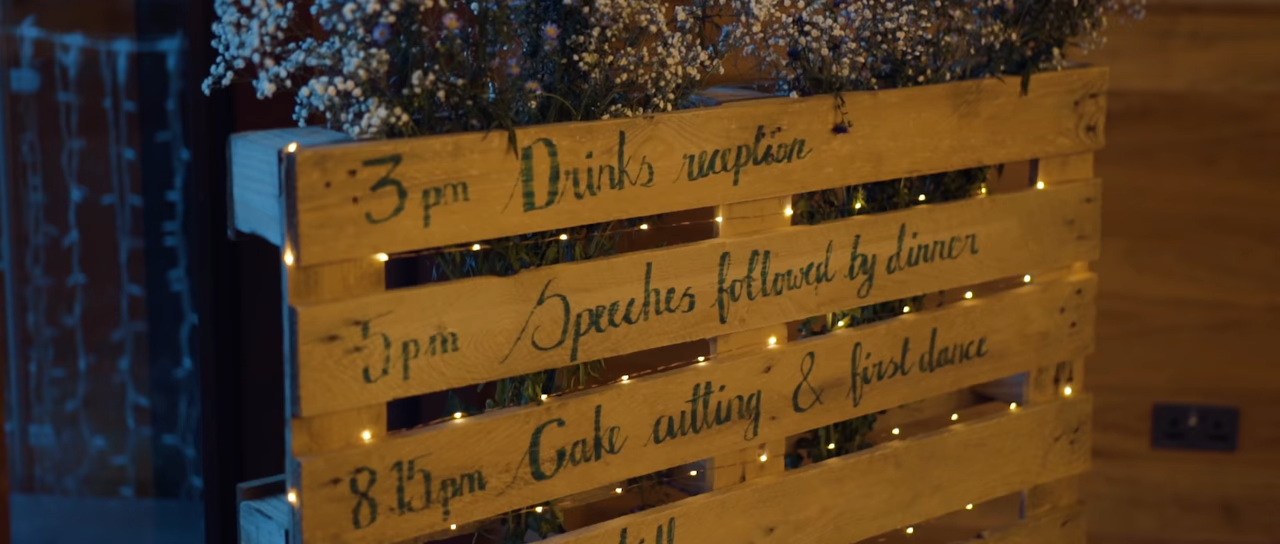 3pm Drinks reception
5pm Speeches followed by dinner
8.15pm Cake cutting & first dance